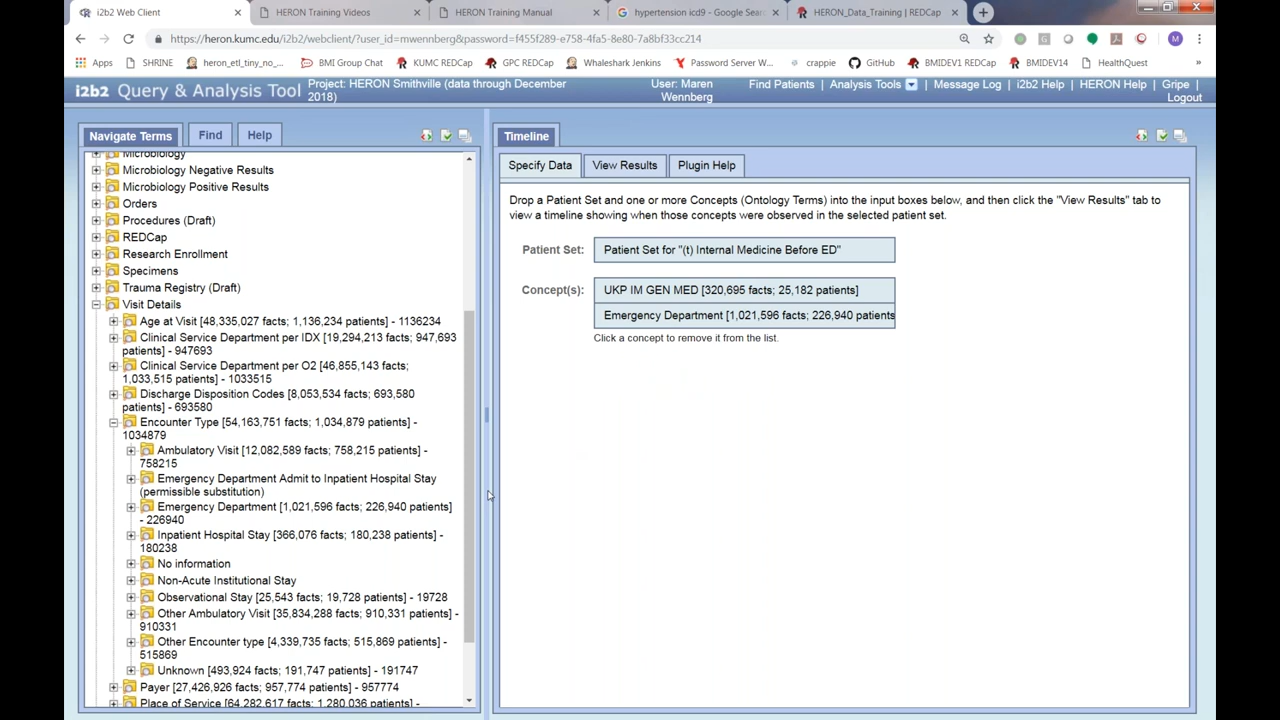 i2b2 Web Client
HERON Training Videos
HERON Training Manual
hypertension icd9 - Google Sear
HERON_Data_Training | REDCap
https://heron.kumc.edu/i2b2/webclient/?user_id=mwennberg&password=f455f289-e758-4fa5-8e80-7a8bf33cc214
Apps
SHRINE
heron_etl_tiny_no_...
BMI Group Chat
KUMC REDCap
GPC REDCap
Whaleshark Jenkins
Password Server W...
crappie
GitHub
BMIDEV1 REDCap
BMIDEV14
HealthQuest
»
i2b2 Query & Analysis Tool
Project: HERON Smithville (data through December
2018)
User: Maren
Wennberg
Find Patients | Analysis Tools | Message Log | i2b2 Help | HERON Help | Gripe |
Logout
Navigate Terms
Find
Help
Microbiology
Microbiology Negative Results
Microbiology Positive Results
Orders
Procedures (Draft)
REDCap
Research Enrollment
Specimens
Trauma Registry (Draft)
Visit Details
Age at Visit [48,335,027 facts; 1,136,234 patients] - 1136234
Clinical Service Department per IDX [19,294,213 facts; 947,693
patients] - 947693
Clinical Service Department per O2 [46,855,143 facts;
1,033,515 patients] - 1033515
Discharge Disposition Codes [8,053,534 facts; 693,580
patients] - 693580
Encounter Type [54,163,751 facts; 1,034,879 patients] -
1034879
Ambulatory Visit [12,082,589 facts; 758,215 patients] -
758215
Emergency Department Admit to Inpatient Hospital Stay
(permissible substitution)
Emergency Department [1,021,596 facts; 226,940 patients]
- 226940
Inpatient Hospital Stay [366,076 facts; 180,238 patients] -
180238
No information
Non-Acute Institutional Stay
Observational Stay [25,543 facts; 19,728 patients] - 19728
Other Ambulatory Visit [35,834,288 facts; 910,331 patients] -
910331
Other Encounter type [4,339,735 facts; 515,869 patients] -
515869
Unknown [493,924 facts; 191,747 patients] - 191747
Payer [27,426,926 facts; 957,774 patients] - 957774
Place of Service [64,282,617 facts; 1,280,036 patients] -
Timeline
Specify Data
View Results
Plugin Help
Drop a Patient Set and one or more Concepts (Ontology Terms) into the input boxes below, and then click the "View Results" tab to
view a timeline showing when those concepts were observed in the selected patient set.
Patient Set:
Patient Set for "(t) Internal Medicine Before ED"
Concept(s):
UKP IM GEN MED [320,695 facts; 25,182 patients]
Emergency Department [1,021,596 facts; 226,940 patients
Click a concept to remove it from the list.